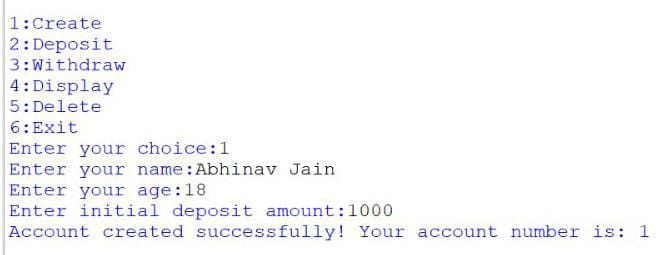 1:Create
2:Deposit
3:Withdraw
4:Display
5:Delete
6:Exit
Enter your choice:1
Enter your name:Abhinav Jain
Enter your age:18
Enter initial deposit amount:1000
Account created successfully! Your account number is: 1